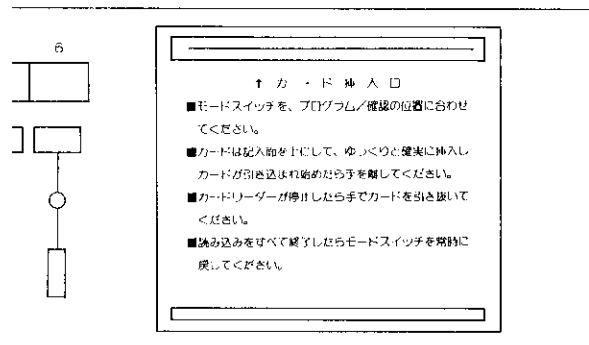 6
↑カード挿入口
■モードスイッチを、プログラム／確認の位置に合わせ
てください。
■カードは記入面を上にして、ゆっくりと確実に挿入し
カードが引き込まれ始めたら手を離してください。
■カードリーダーが停止したら手でカードを引き抜いて
ください。
■読み込みをすべて終了したらモードスイッチを常時に
戻してください。